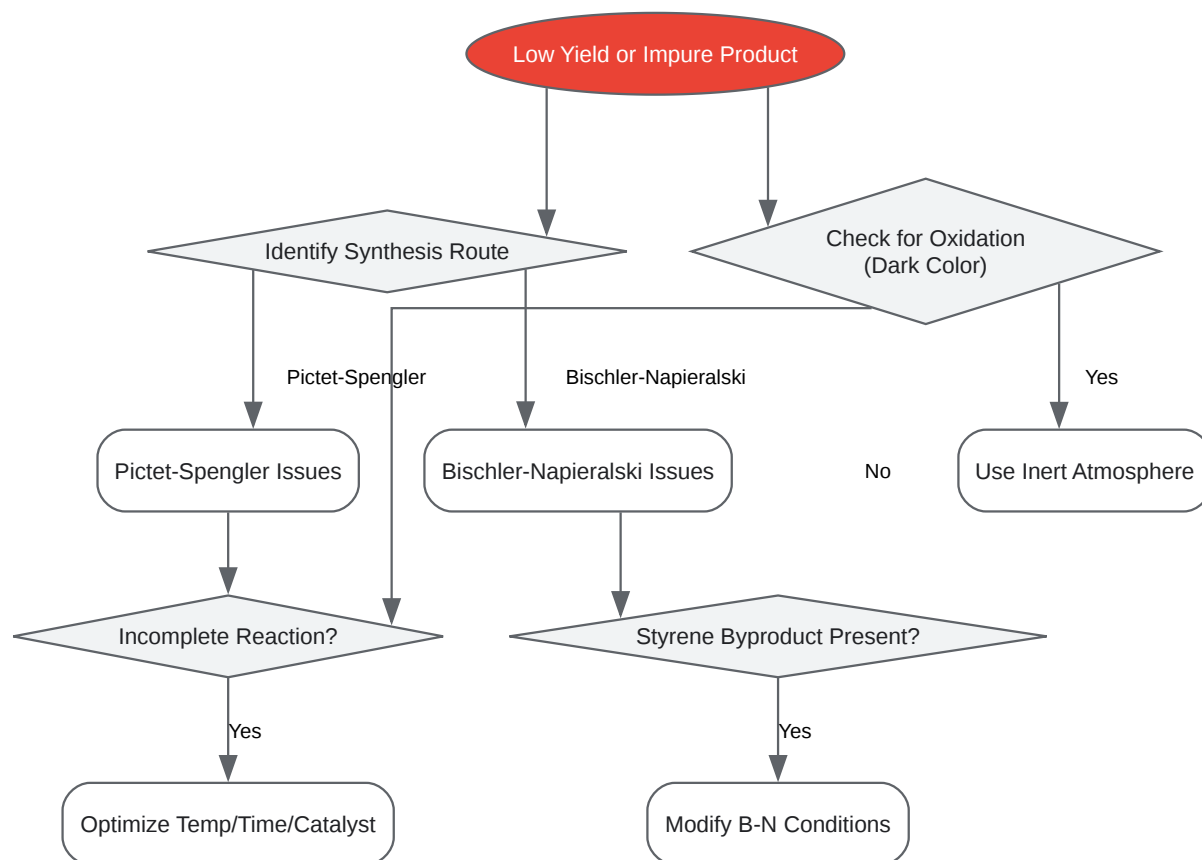 Low Yield or Impure Product
Identify Synthesis Route
Check for Oxidation
(Dark Color)
Pictet-Spengler
Bischler-Napieralski
Yes
Pictet-Spengler Issues
Bischler-Napieralski Issues
No
Use Inert Atmosphere
Incomplete Reaction?
Styrene Byproduct Present?
Yes
Yes
Optimize Temp/Time/Catalyst
Modify B-N Conditions